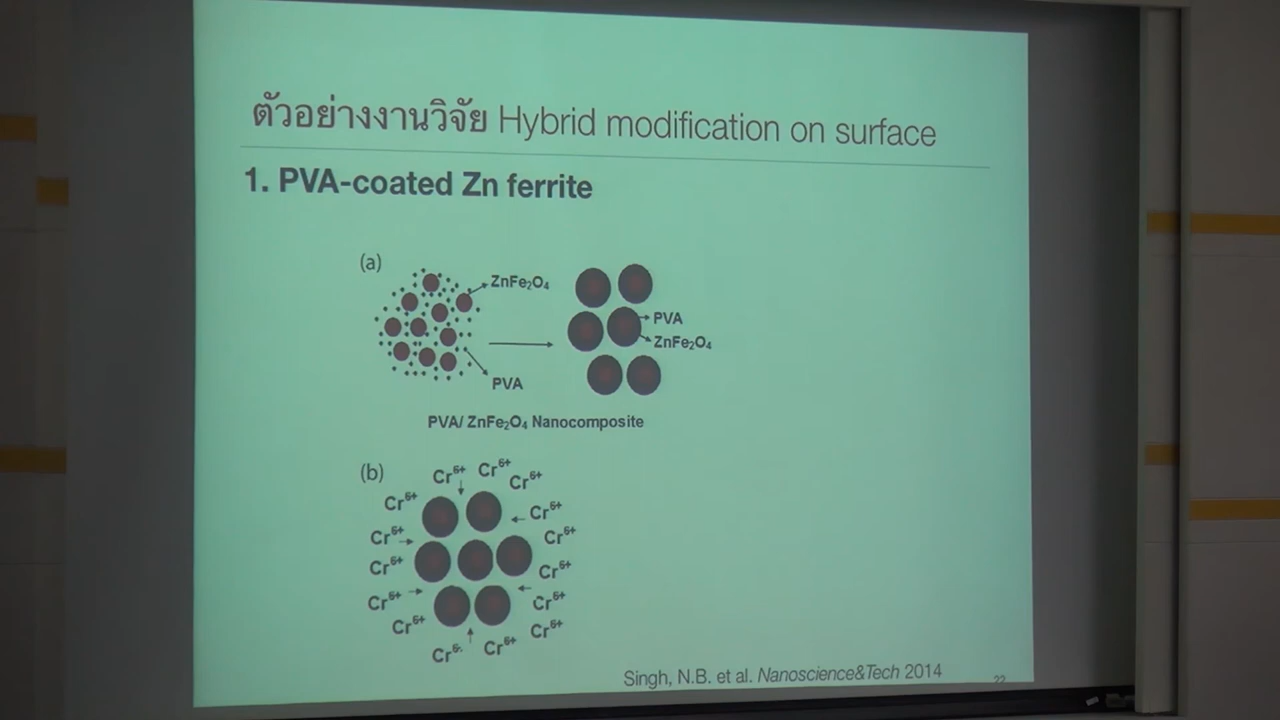 ตัวอย่างงานวิจัย Hybrid modification on surface
1. PVA-coated Zn ferrite
(a)
ZnFe₂O₄
PVA
ZnFe₂O₄
PVA
PVA/ ZnFe₂O₄ Nanocomposite
(b)
Cr⁶⁺ Cr⁶⁺
Cr⁶⁺
Cr⁶⁺
Cr⁶⁺
Cr⁶⁺
Cr⁶⁺
Cr⁶⁺
Cr⁶⁺
Cr⁶⁺
Cr⁶⁺
Cr⁶⁺
Cr⁶⁺
Cr⁶⁺
Cr⁶⁺
Singh, N.B. et al. Nanoscience&Tech 2014
22